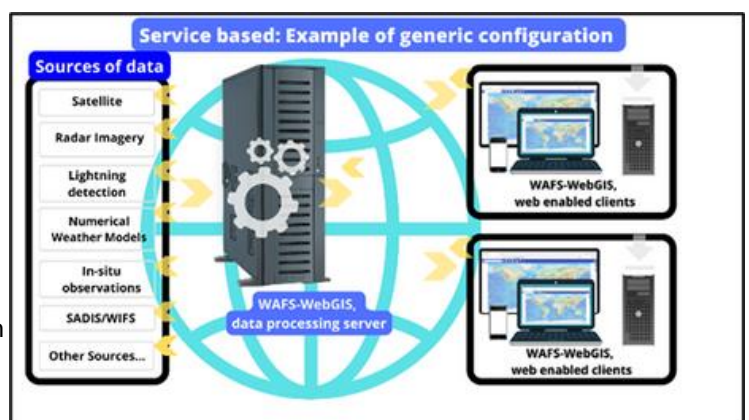 Service based: Example of generic configuration
Sources of data
Satellite
Radar Imagery
Lightning
detection
Numerical
Weather Models
In-situ
observations
SADIS/WIFS
Other Sources...
WAFS-WebGIS,
data processing server
WAFS-WebGIS,
web enabled clients
WAFS-WebGIS,
web enabled clients